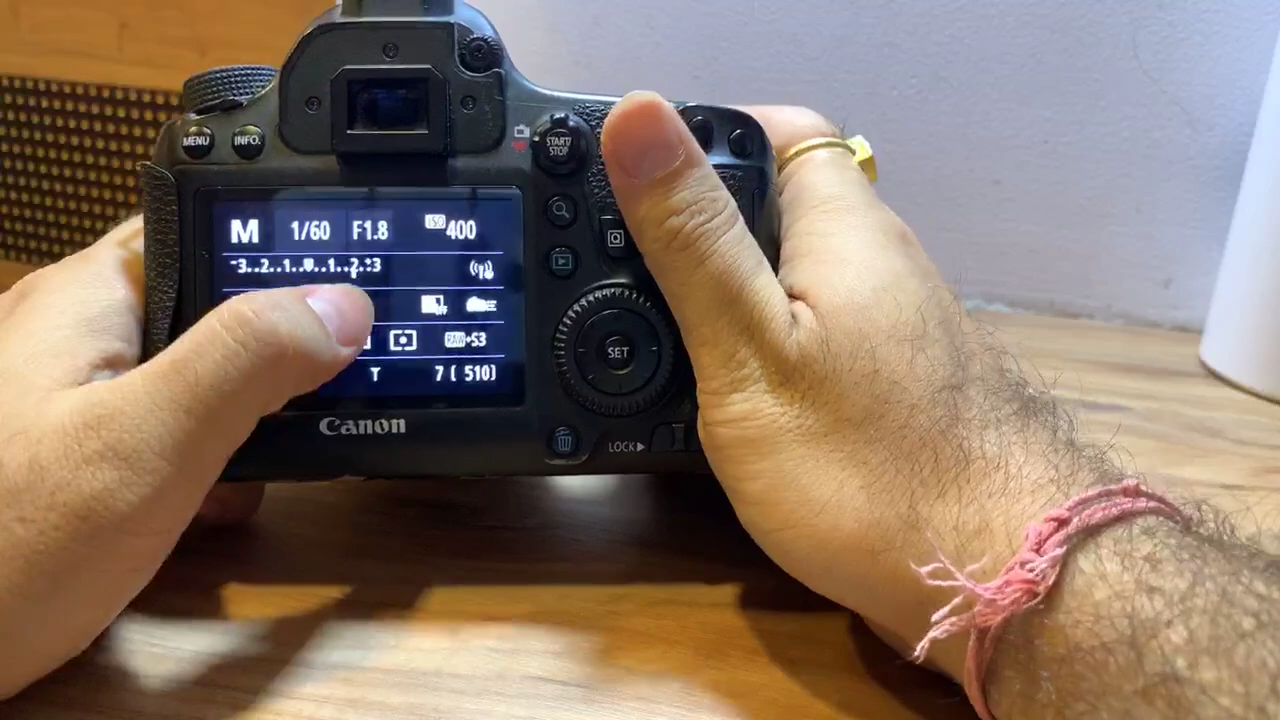 MENU INFO.
START/
STOP
M 1/60 F1.8 ISO 400
-3..2..1..0..1..2..+3
Q
OFF
RAW+S3
SET
T 7 [ 510]
Canon
LOCK▶